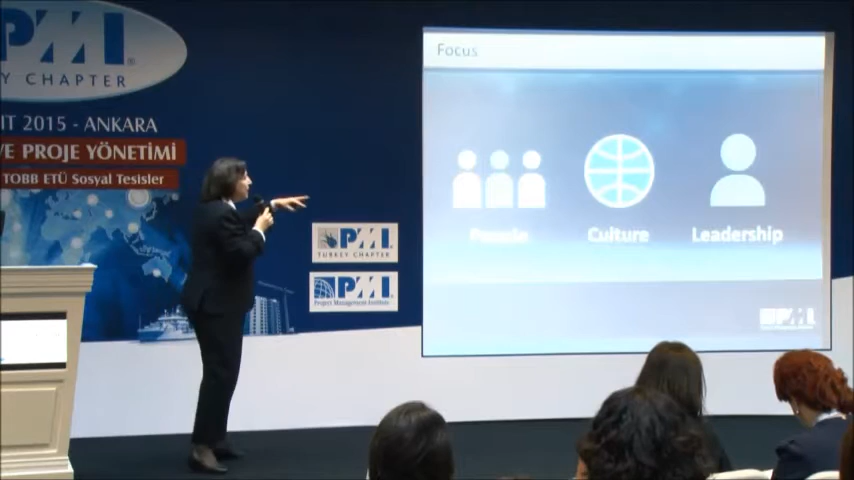 PMI
Y CHAPTER
IT 2015 - ANKARA
VE PROJE YÖNETİMİ
TOBB ETÜ Sosyal Tesisler
PMI
TURKEY CHAPTER
PMI
Project Management Institute
Focus
People
Culture
Leadership
PMI